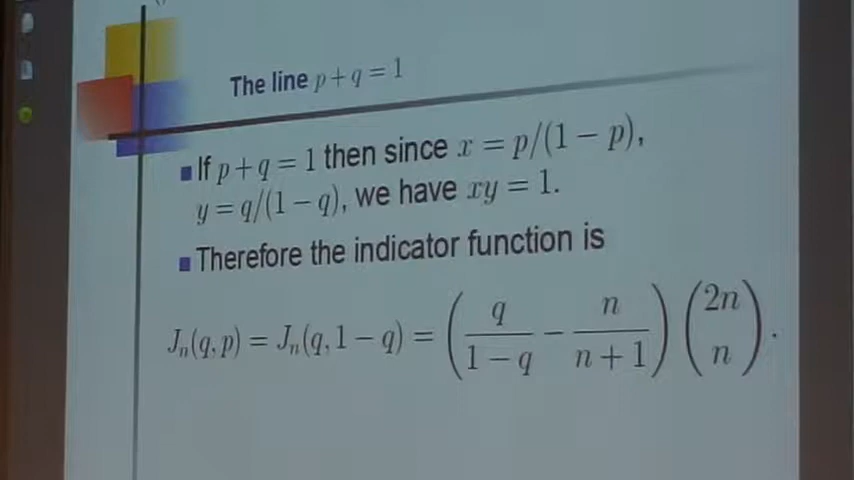 The line p + q = 1
If p + q = 1 then since x = p/(1 − p),
y = q/(1 − q), we have xy = 1.
Therefore the indicator function is
J_n(q, p) = J_n(q, 1 − q) = (q/(1 − q) − n/(n + 1)) (2n n).